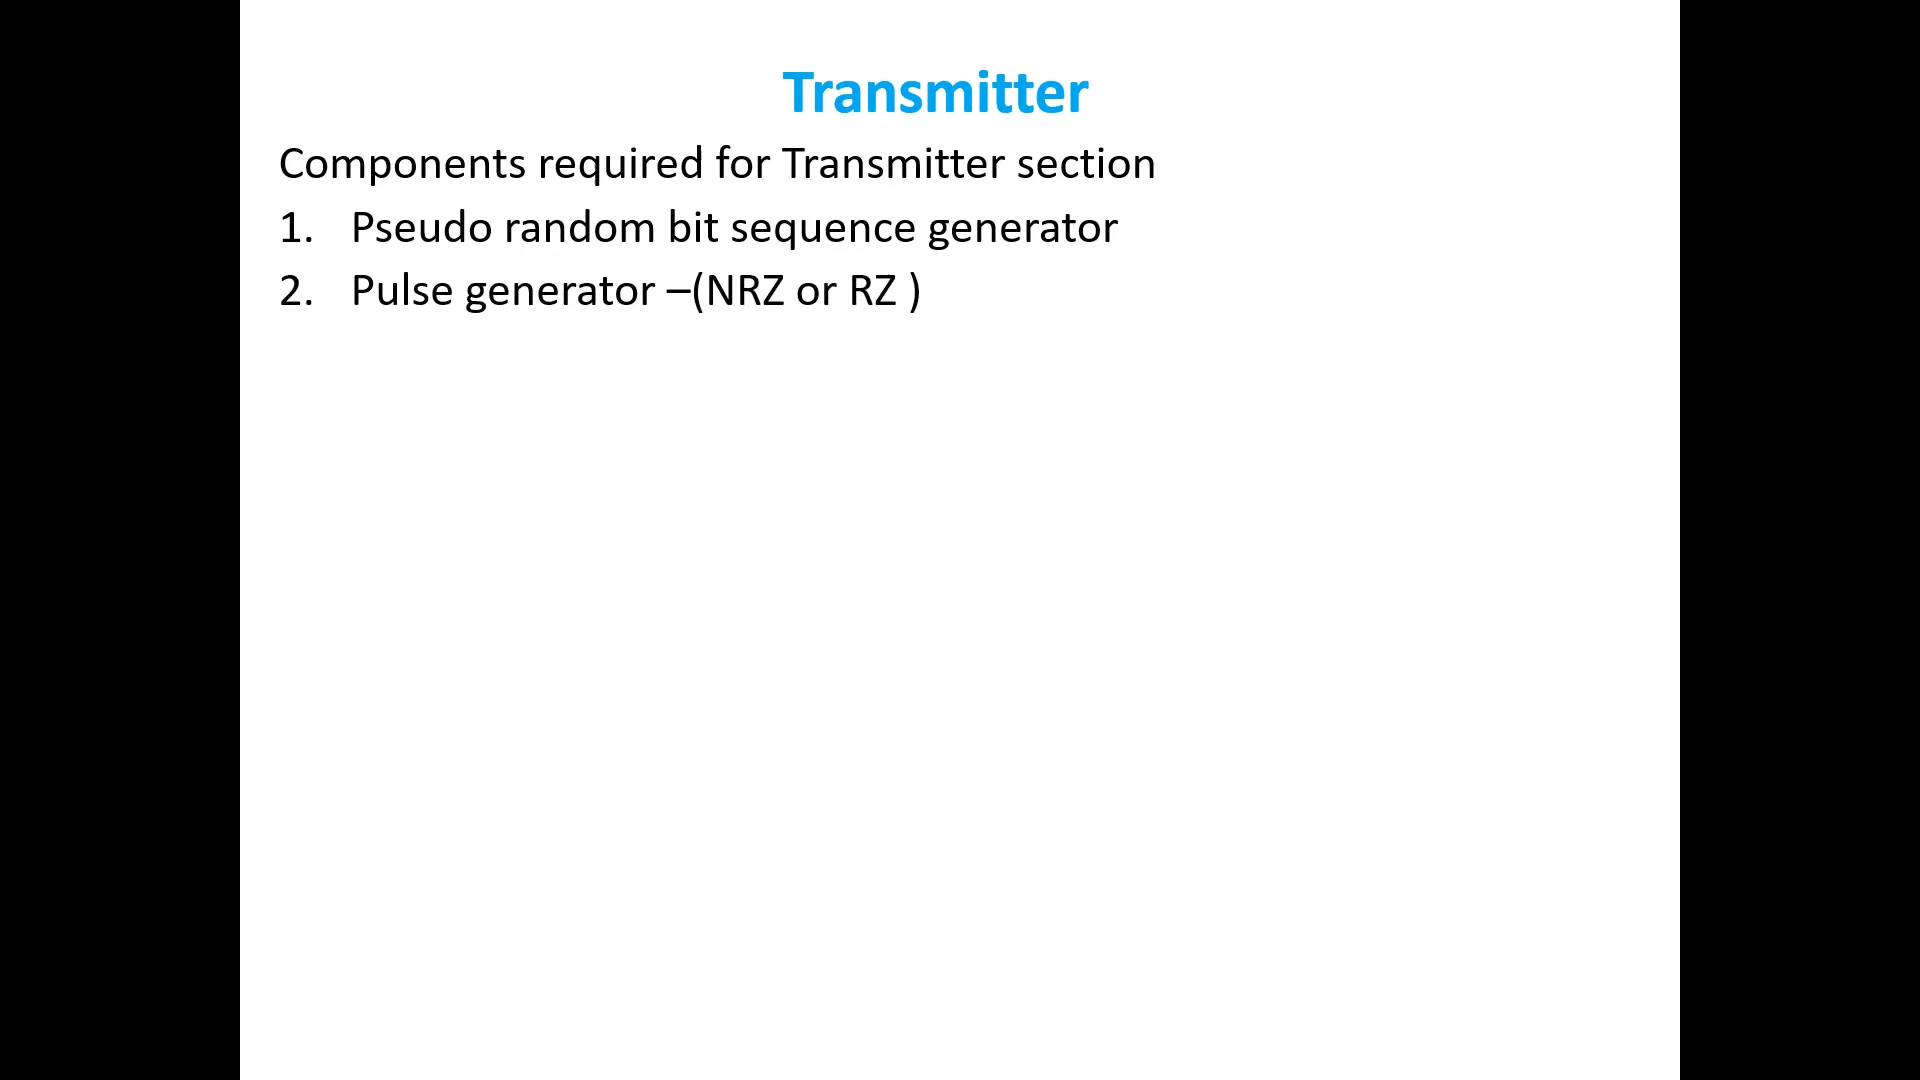 Transmitter
Components required for Transmitter section
1. Pseudo random bit sequence generator
2. Pulse generator –(NRZ or RZ )